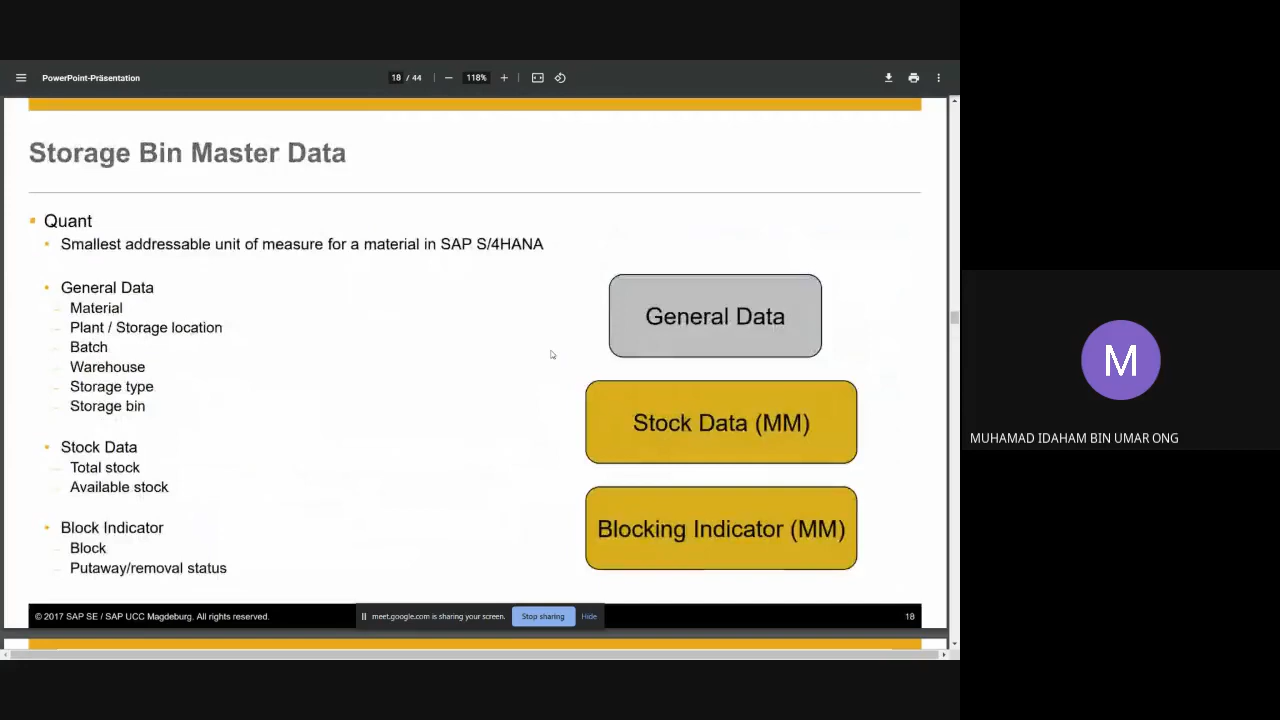 PowerPoint-Präsentation
18 / 44
118%
Storage Bin Master Data
Quant
Smallest addressable unit of measure for a material in SAP S/4HANA
General Data
Material
Plant / Storage location
Batch
Warehouse
Storage type
Storage bin
Stock Data
Total stock
Available stock
Block Indicator
Block
Putaway/removal status
General Data
Stock Data (MM)
Blocking Indicator (MM)
© 2017 SAP SE / SAP UCC Magdeburg. All rights reserved.
18
meet.google.com is sharing your screen.
Stop sharing
Hide
M
MUHAMAD IDAHAM BIN UMAR ONG